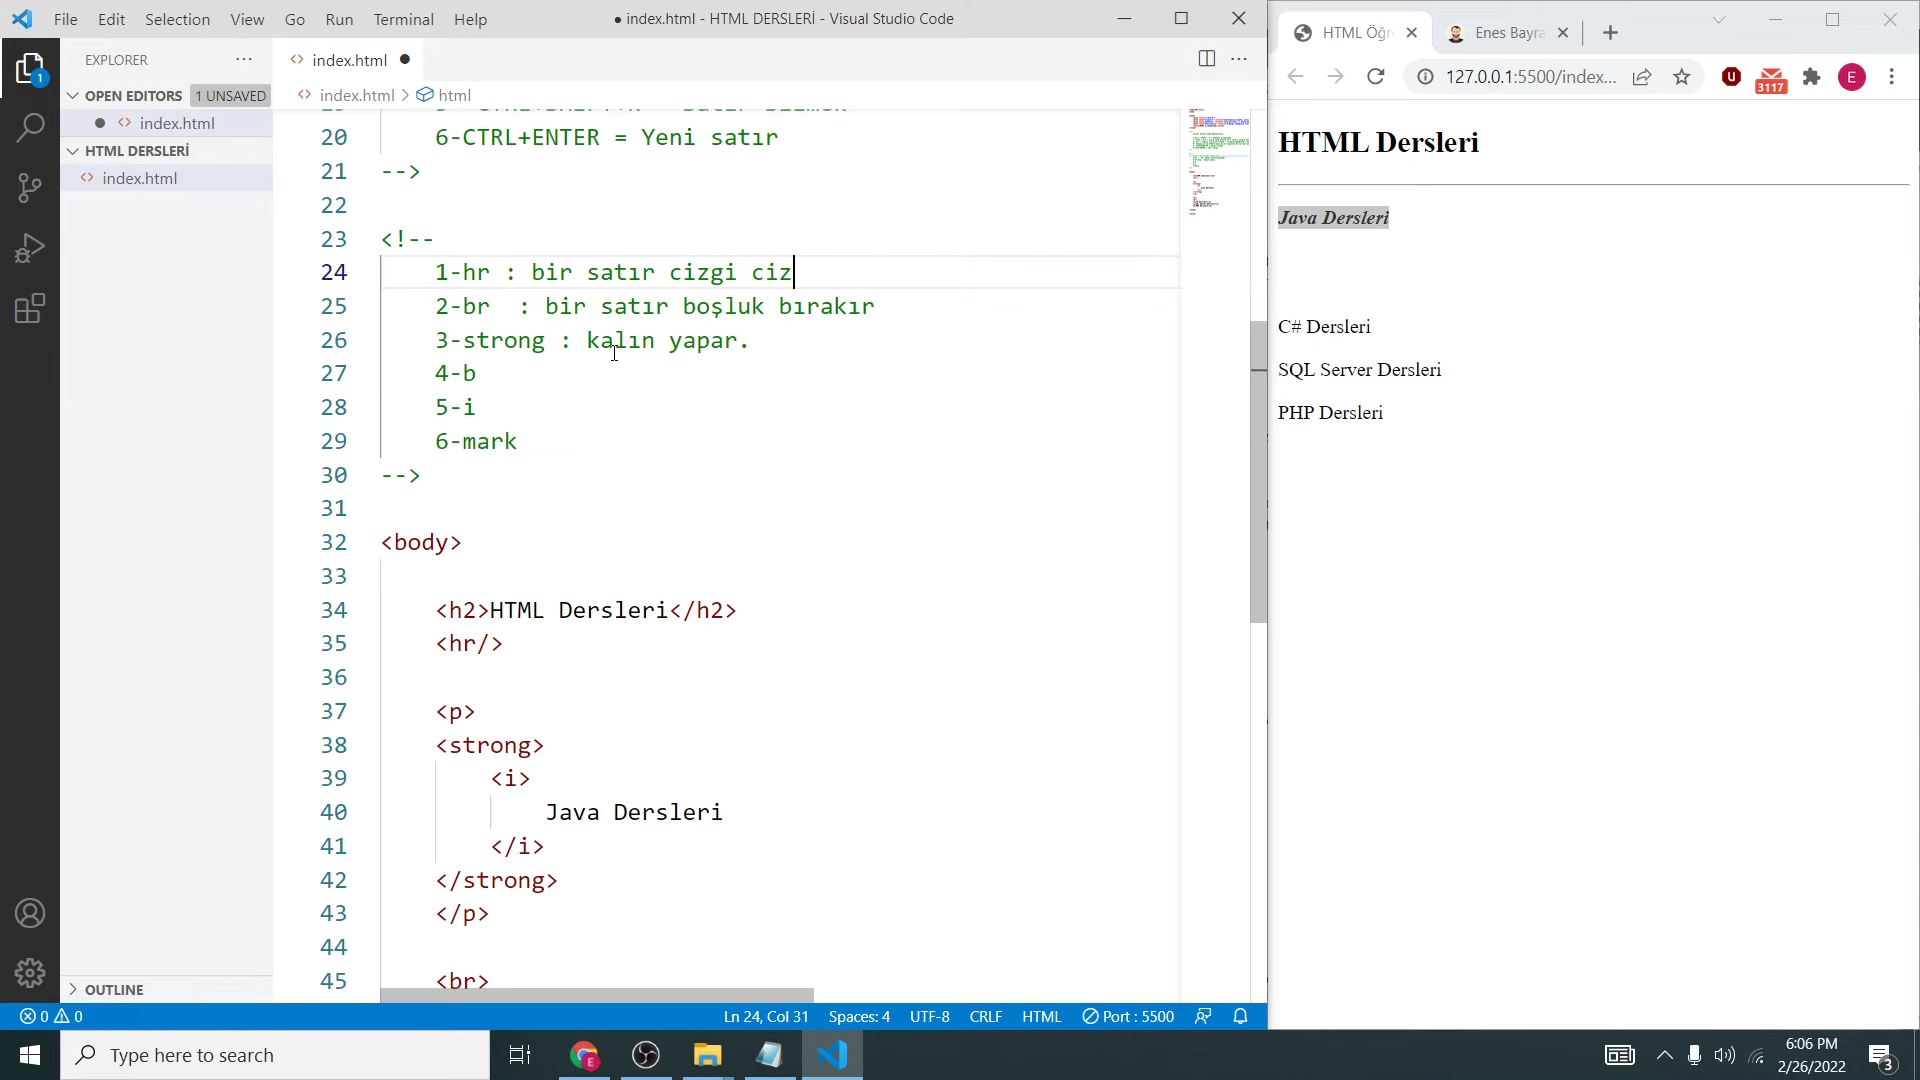 File Edit Selection View Go Run Terminal Help
● index.html - HTML DERSLERİ - Visual Studio Code
EXPLORER
OPEN EDITORS 1 UNSAVED
index.html
HTML DERSLERİ
index.html
OUTLINE
index.html
index.html > html
20 6-CTRL+ENTER = Yeni satır
21 -->
22
23 <!--
24 1-hr : bir satır cizgi ciz
25 2-br : bir satır boşluk bırakır
26 3-strong : kalın yapar.
27 4-b
28 5-i
29 6-mark
30 -->
31
32 <body>
33
34 <h2>HTML Dersleri</h2>
35 <hr/>
36
37 <p>
38 <strong>
39 <i>
40 Java Dersleri
41 </i>
42 </strong>
43 </p>
44
45 <br>
0 0 Ln 24, Col 31 Spaces: 4 UTF-8 CRLF HTML Port : 5500
HTML Öğr
Enes Bayra
127.0.0.1:5500/index...
3117
E
HTML Dersleri
Java Dersleri
C# Dersleri
SQL Server Dersleri
PHP Dersleri
Type here to search
6:06 PM
2/26/2022
3